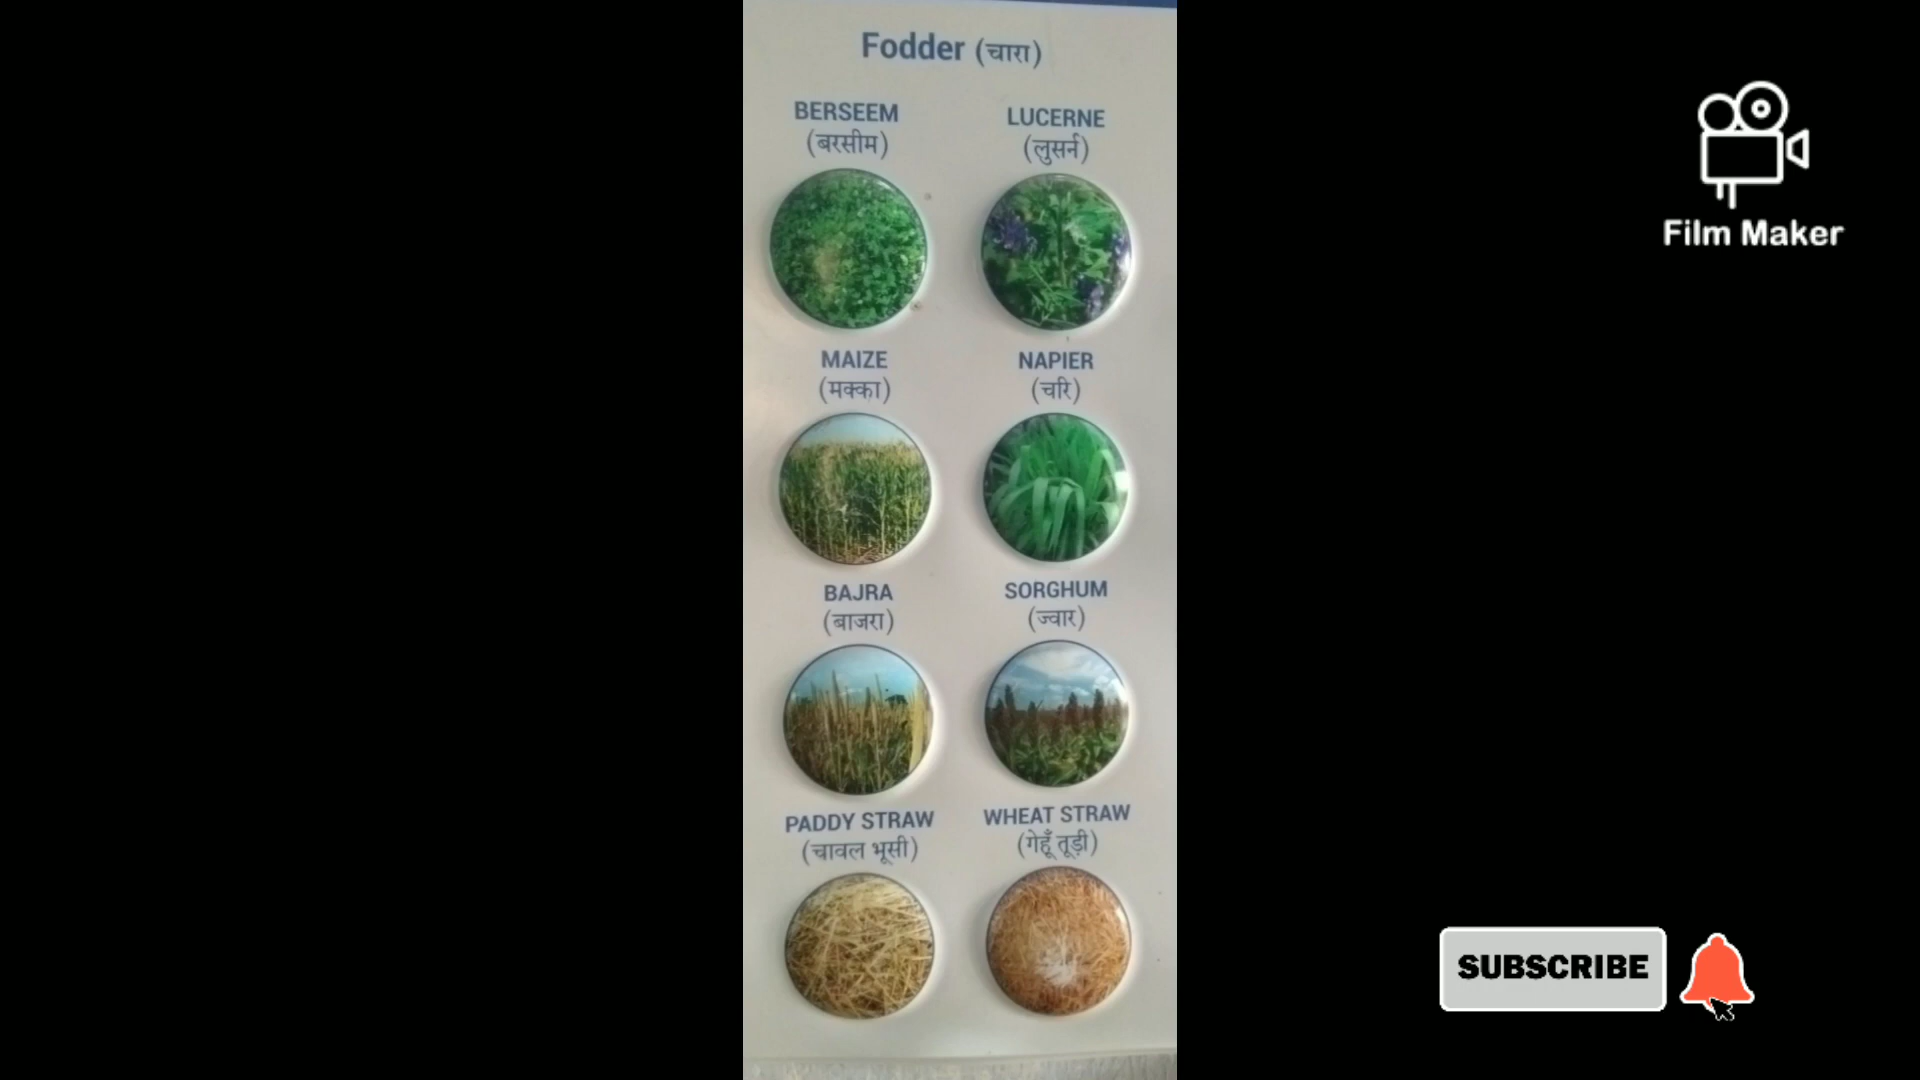 Fodder (चारा)
BERSEEM
(बरसीम)
LUCERNE
(लुसर्न)
MAIZE
(मक्का)
NAPIER
(चरि)
BAJRA
(बाजरा)
SORGHUM
(ज्वार)
PADDY STRAW
(चावल भूसी)
WHEAT STRAW
(गेहूँ तूड़ी)
Film Maker
SUBSCRIBE